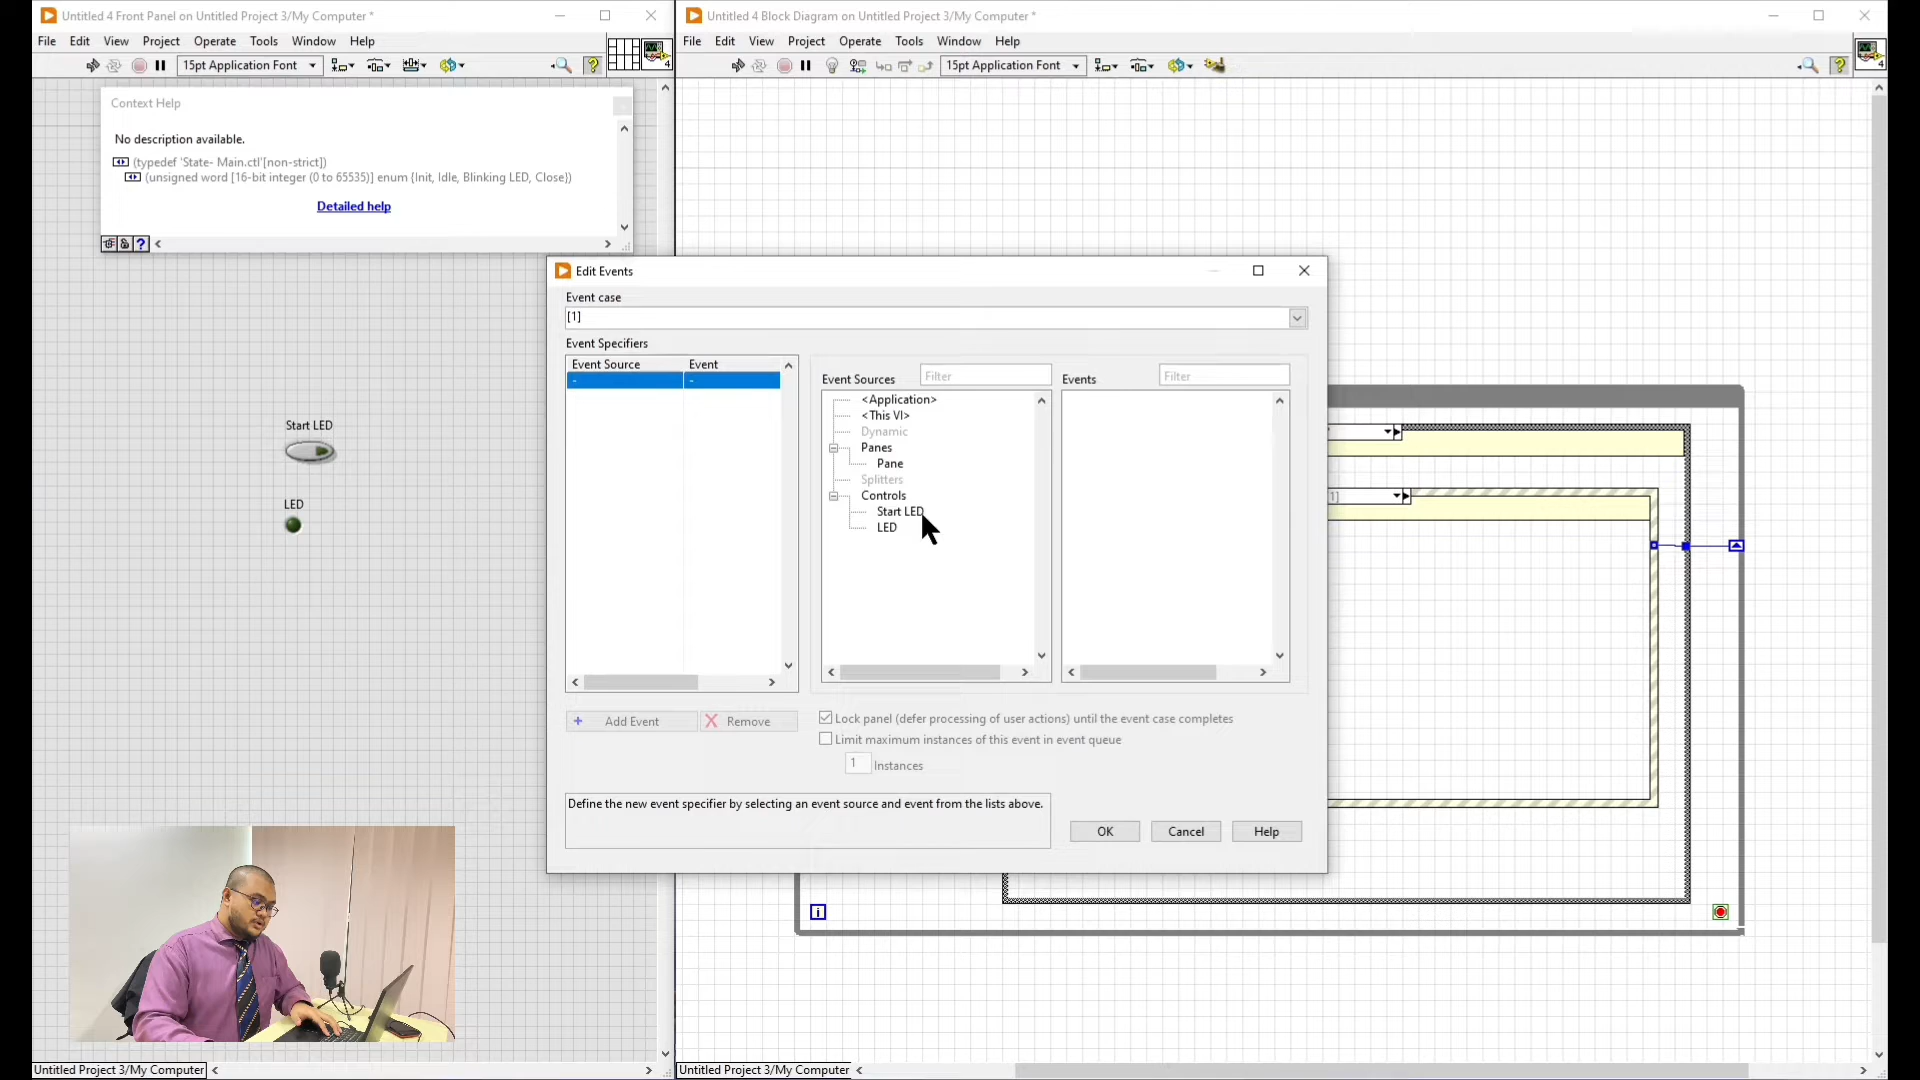 Untitled 4 Front Panel on Untitled Project 3/My Computer *
File Edit View Project Operate Tools Window Help
15pt Application Font
4
Context Help
No description available.
(typedef 'State- Main.ctl'[non-strict])
(unsigned word [16-bit integer (0 to 65535)] enum {Init, Idle, Blinking LED, Close})
Detailed help
Start LED
LED
Untitled Project 3/My Computer
Untitled 4 Block Diagram on Untitled Project 3/My Computer *
File Edit View Project Operate Tools Window Help
15pt Application Font
4
Edit Events
Event case
[1]
Event Specifiers
Event Source Event
- -
Event Sources Filter
<Application>
<This VI>
Dynamic
Panes
Pane
Splitters
Controls
Start LED
LED
Events Filter
Add Event Remove
Lock panel (defer processing of user actions) until the event case completes
Limit maximum instances of this event in event queue
1 Instances
Define the new event specifier by selecting an event source and event from the lists above.
OK Cancel Help
1]
i
Untitled Project 3/My Computer